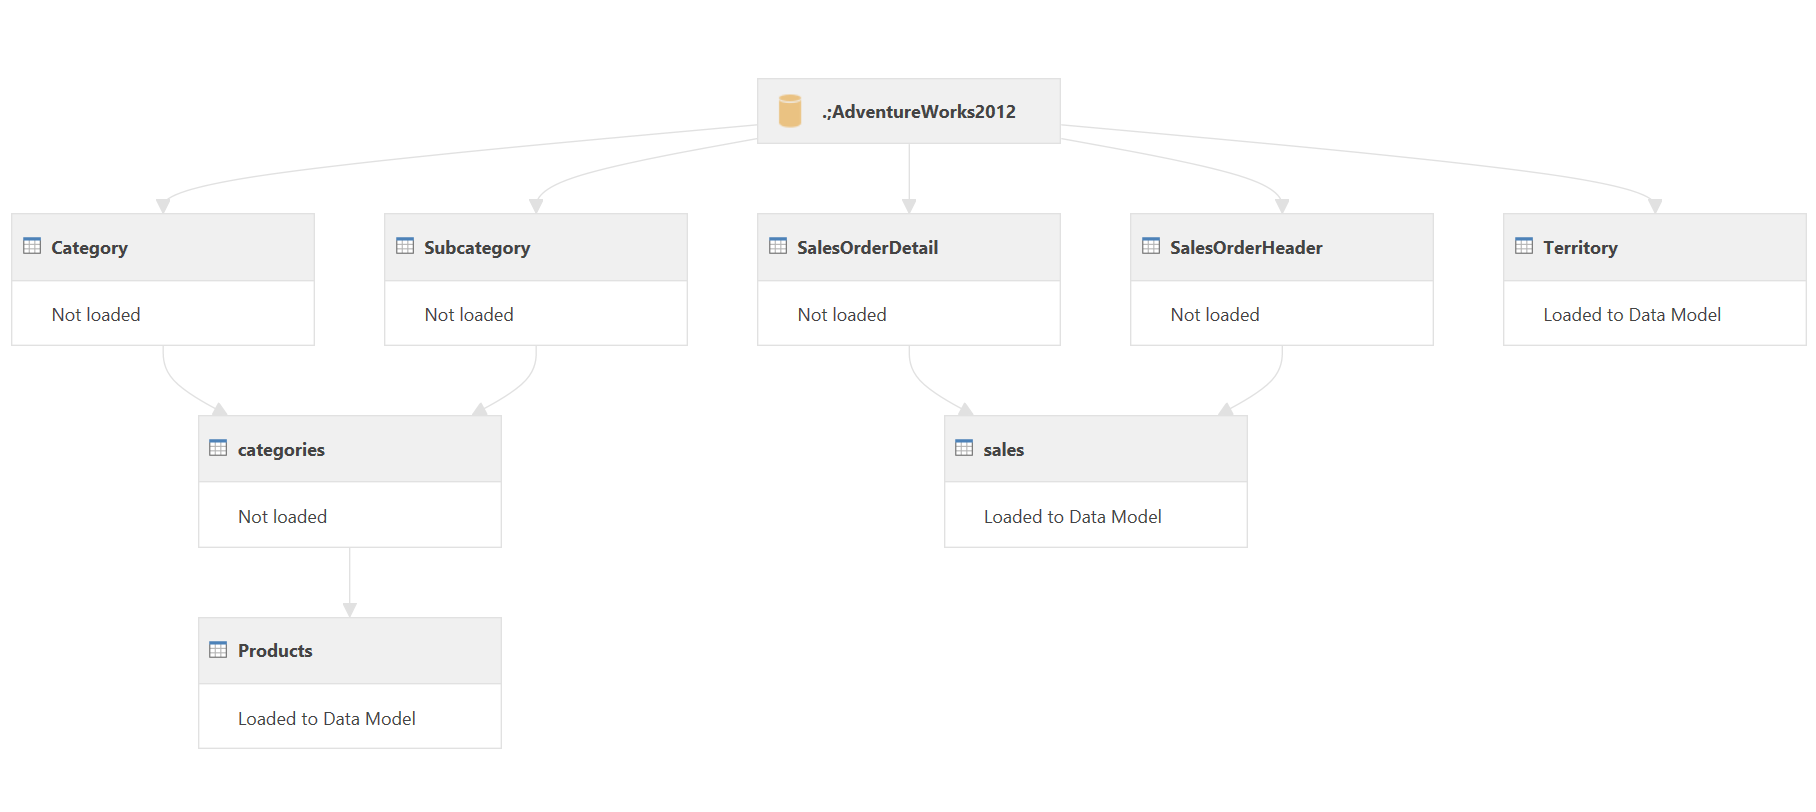 .;AdventureWorks2012
Category
Not loaded
Subcategory
Not loaded
SalesOrderDetail
Not loaded
SalesOrderHeader
Not loaded
Territory
Loaded to Data Model
categories
Not loaded
sales
Loaded to Data Model
Products
Loaded to Data Model